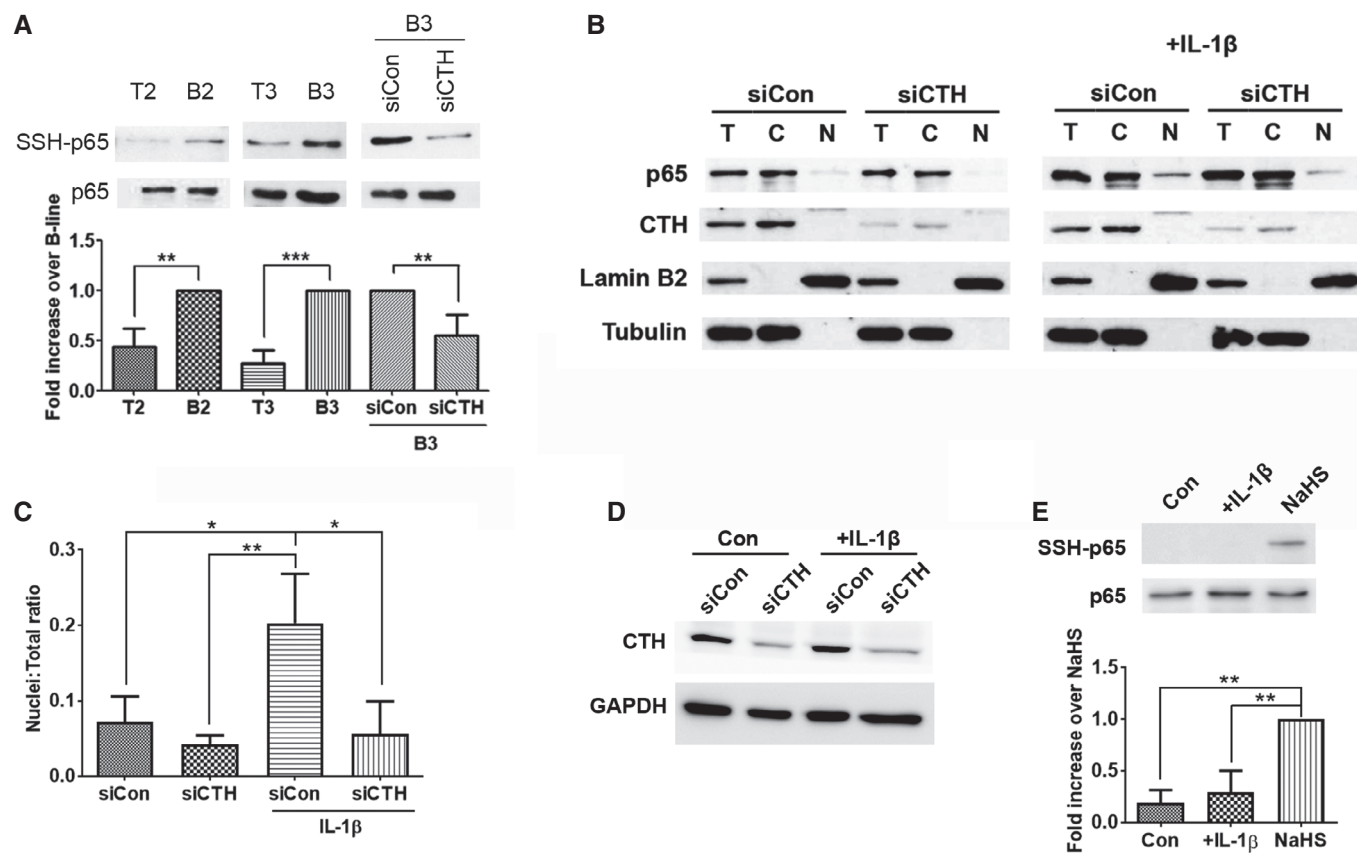 A
B3
T2 B2 T3 B3 siCon siCTH
SSH-p65
p65
Fold increase over B-line
1.5
1.0
0.5
0.0
** *** **
T2 B2 T3 B3 siCon siCTH
B3
B
+IL-1β
siCon siCTH siCon siCTH
T C N T C N T C N T C N
p65
CTH
Lamin B2
Tubulin
C
Nuclei:Total ratio
0.3
0.2
0.1
0.0
* *
**
siCon siCTH siCon siCTH
IL-1β
D
Con +IL-1β
siCon siCTH siCon siCTH
CTH
GAPDH
E
Con +IL-1β NaHS
SSH-p65
p65
Fold increase over NaHS
1.5
1.0
0.5
0.0
**
**
Con +IL-1β NaHS